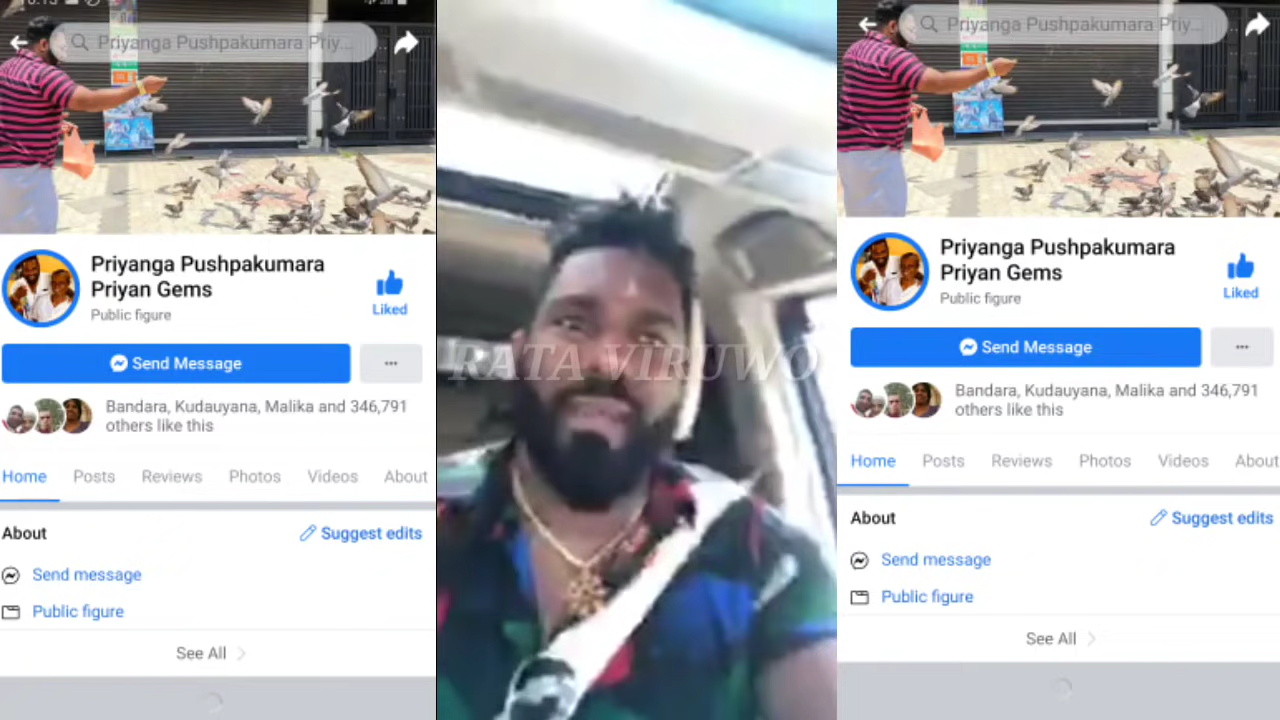 Priyanga Pushpakumara Priy...
Priyanga Pushpakumara
Priyan Gems
Public figure
Liked
Send Message
Bandara, Kudauyana, Malika and 346,791
others like this
Home Posts Reviews Photos Videos About
About
Suggest edits
Send message
Public figure
See All
RATA VIRUWO
Priyanga Pushpakumara Priy...
Priyanga Pushpakumara
Priyan Gems
Public figure
Liked
Send Message
Bandara, Kudauyana, Malika and 346,791
others like this
Home Posts Reviews Photos Videos About
About
Suggest edits
Send message
Public figure
See All